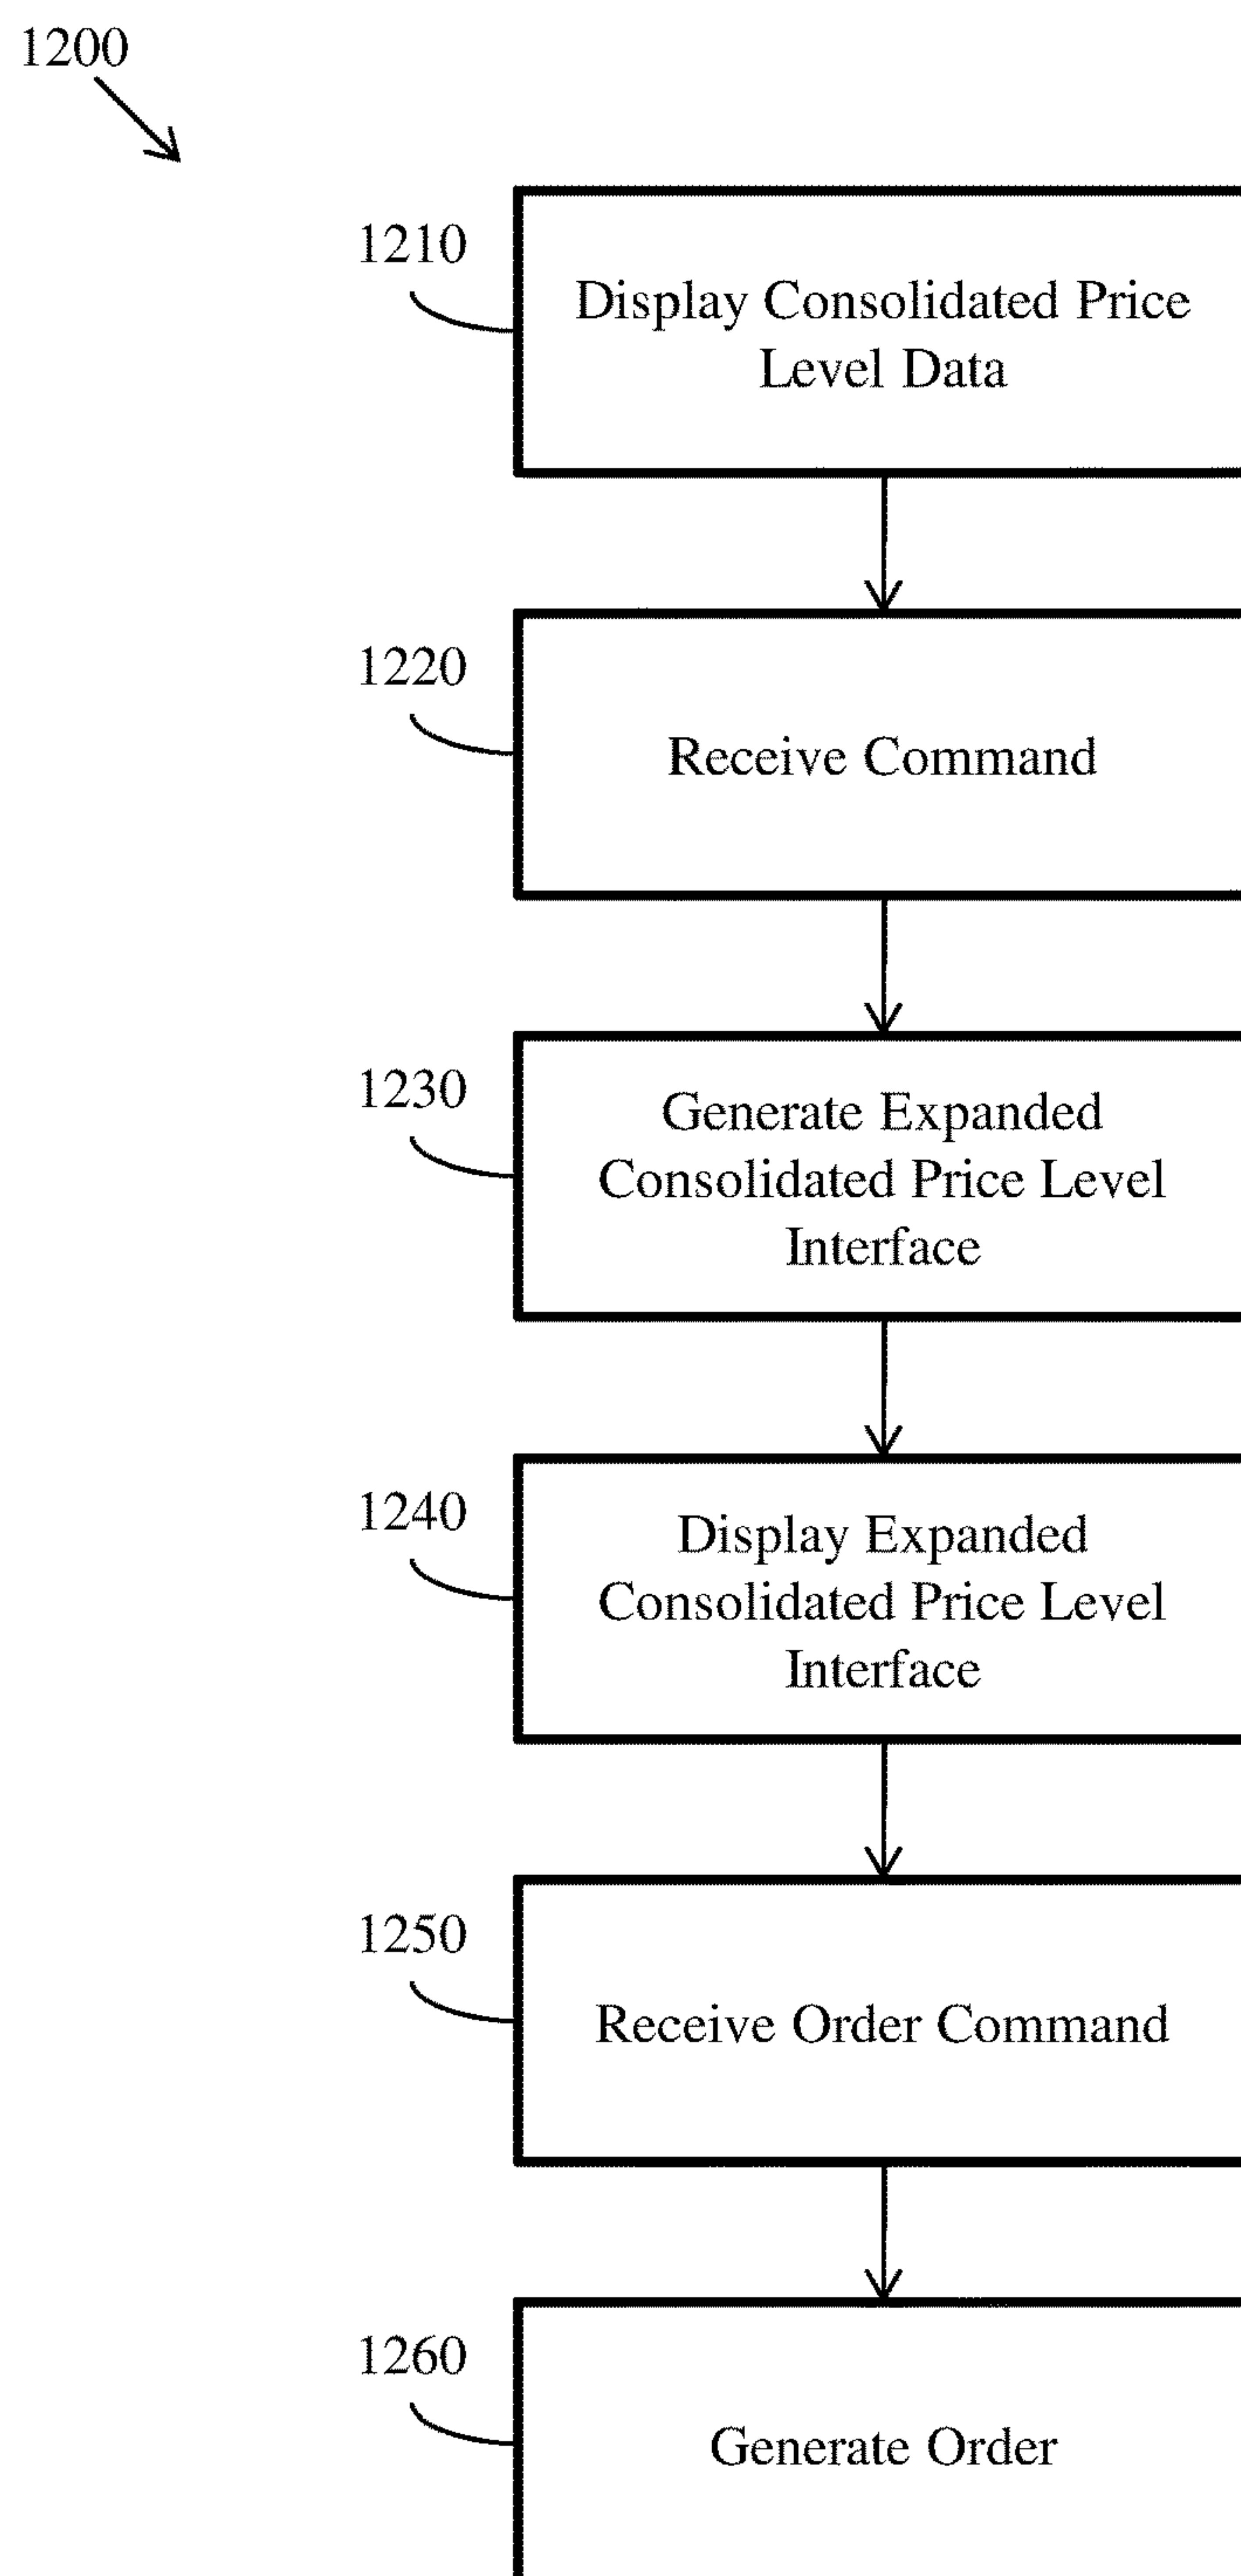 1200
1210
Display Consolidated Price
Level Data
1220
Receive Command
1230
Generate Expanded
Consolidated Price Level
Interface
1240
Display Expanded
Consolidated Price Level
Interface
1250
Receive Order Command
1260
Generate Order